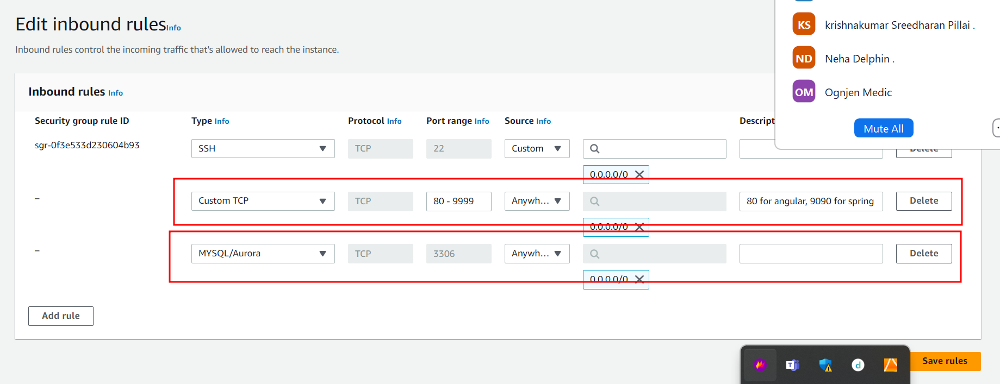 Edit inbound rules Info
Inbound rules control the incoming traffic that's allowed to reach the instance.
KS krishnakumar Sreedharan Pillai .
ND Neha Delphin .
OM Ognjen Medic
Mute All
Inbound rules Info
Security group rule ID Type Info Protocol Info Port range Info Source Info Descript
sgr-0f3e533d230604b93 SSH TCP 22 Custom Delete
0.0.0.0/0
– Custom TCP TCP 80 - 9999 Anywh... 80 for angular, 9090 for spring Delete
0.0.0.0/0
– MYSQL/Aurora TCP 3306 Anywh... Delete
0.0.0.0/0
Add rule
Save rules